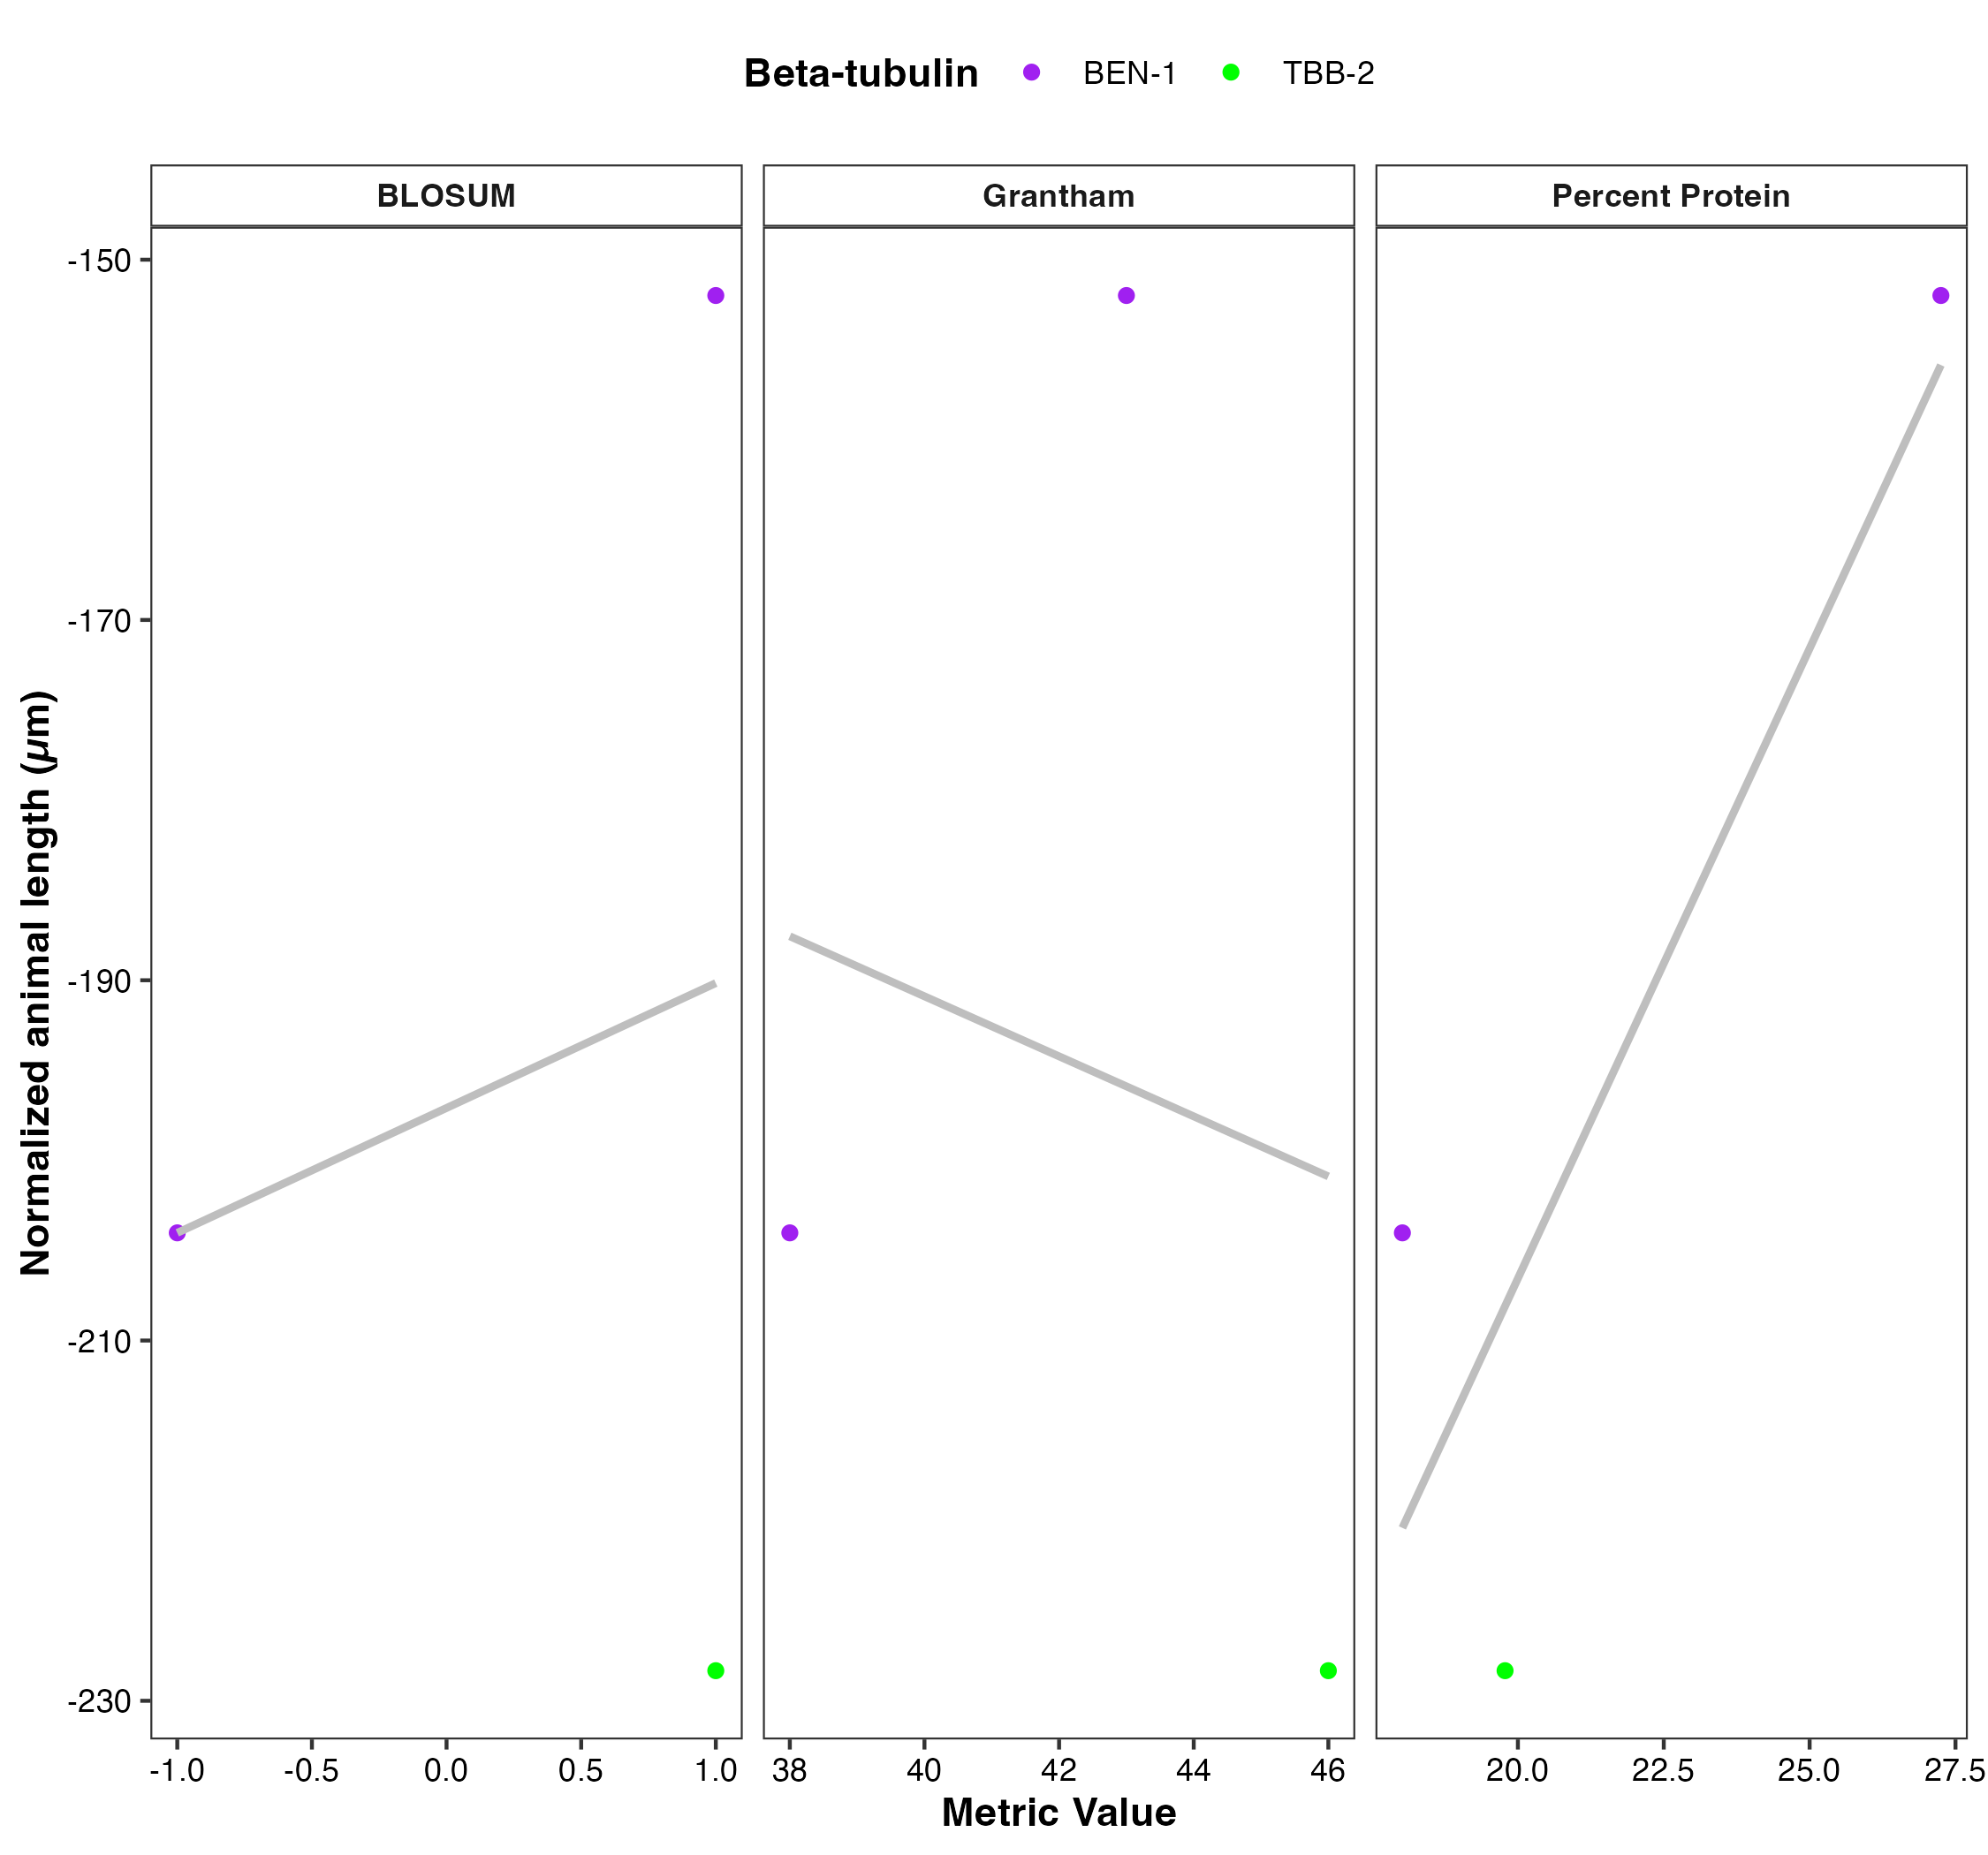 Beta-tubulin BEN-1 TBB-2
BLOSUM Grantham Percent Protein
-150
-170
-190
-210
-230
Normalized animal length (μm)
-1.0 -0.5 0.0 0.5 1.0 38 40 42 44 46 20.0 22.5 25.0 27.5
Metric Value